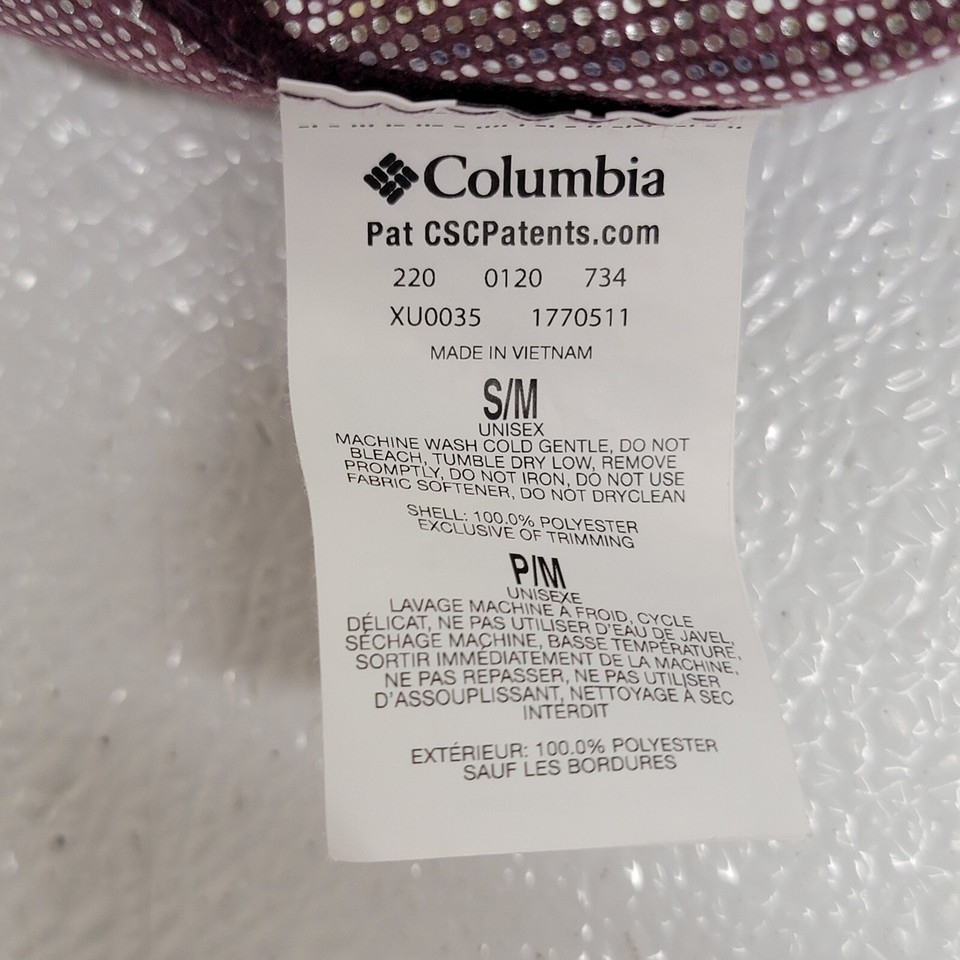 Columbia
Pat CSCPatents.com
220 0120 734
XU0035 1770511
MADE IN VIETNAM
S/M
UNISEX
MACHINE WASH COLD GENTLE, DO NOT
BLEACH, TUMBLE DRY LOW, REMOVE
PROMPTLY, DO NOT IRON, DO NOT USE
FABRIC SOFTENER, DO NOT DRYCLEAN
SHELL: 100.0% POLYESTER
EXCLUSIVE OF TRIMMING
P/M
UNISEXE
LAVAGE MACHINE À FROID, CYCLE
DÉLICAT, NE PAS UTILISER D'EAU DE JAVEL,
SÉCHAGE MACHINE, BASSE TEMPÉRATURE,
SORTIR IMMÉDIATEMENT DE LA MACHINE,
NE PAS REPASSER, NE PAS UTILISER
D'ASSOUPLISSANT, NETTOYAGE À SEC
INTERDIT
EXTÉRIEUR: 100.0% POLYESTER
SAUF LES BORDURES